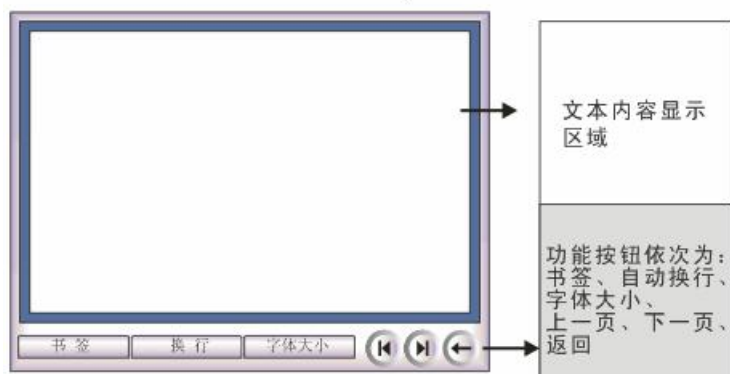 文本内容显示
区域
功能按钮依次为：
书签、自动换行、
字体大小、
上一页、下一页、
返回
书 签 换 行 字体大小